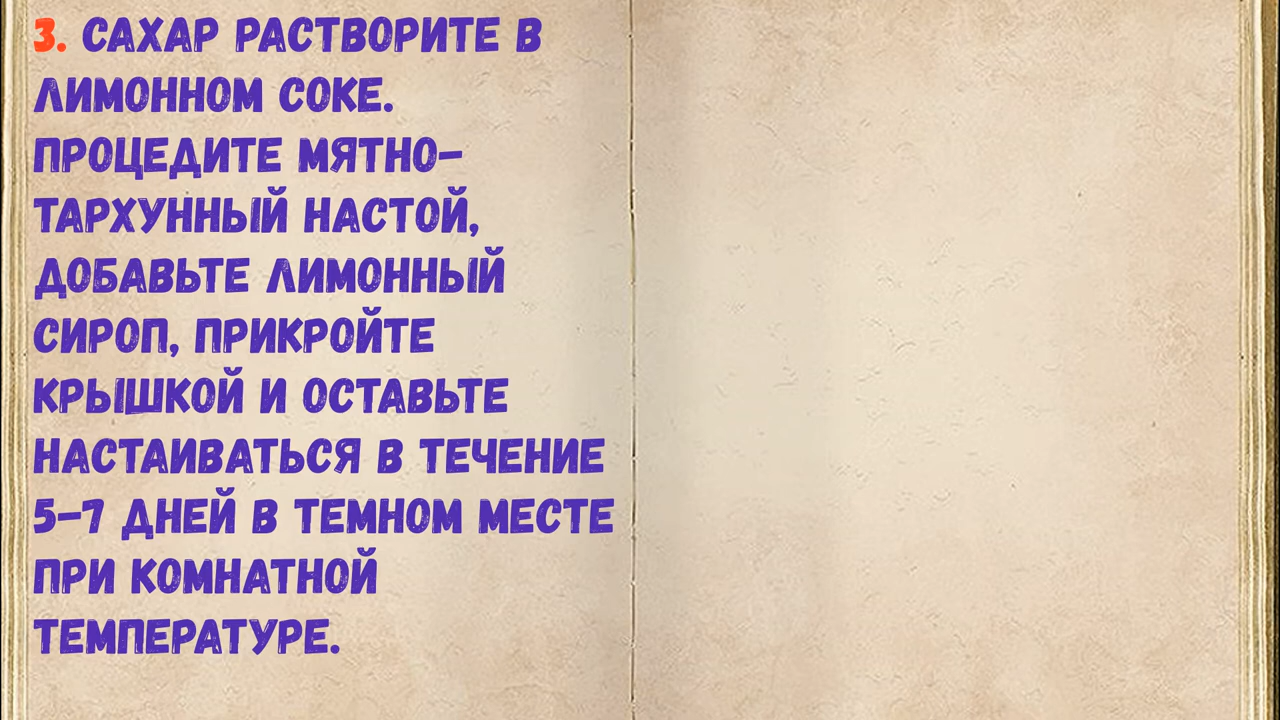 3. САХАР РАСТВОРИТЕ В
ЛИМОННОМ СОКЕ.
ПРОЦЕДИТЕ МЯТНО-
ТАРХУННЫЙ НАСТОЙ,
ДОБАВЬТЕ ЛИМОННЫЙ
СИРОП, ПРИКРОЙТЕ
КРЫШКОЙ И ОСТАВЬТЕ
НАСТАИВАТЬСЯ В ТЕЧЕНИЕ
5-7 ДНЕЙ В ТЕМНОМ МЕСТЕ
ПРИ КОМНАТНОЙ
ТЕМПЕРАТУРЕ.